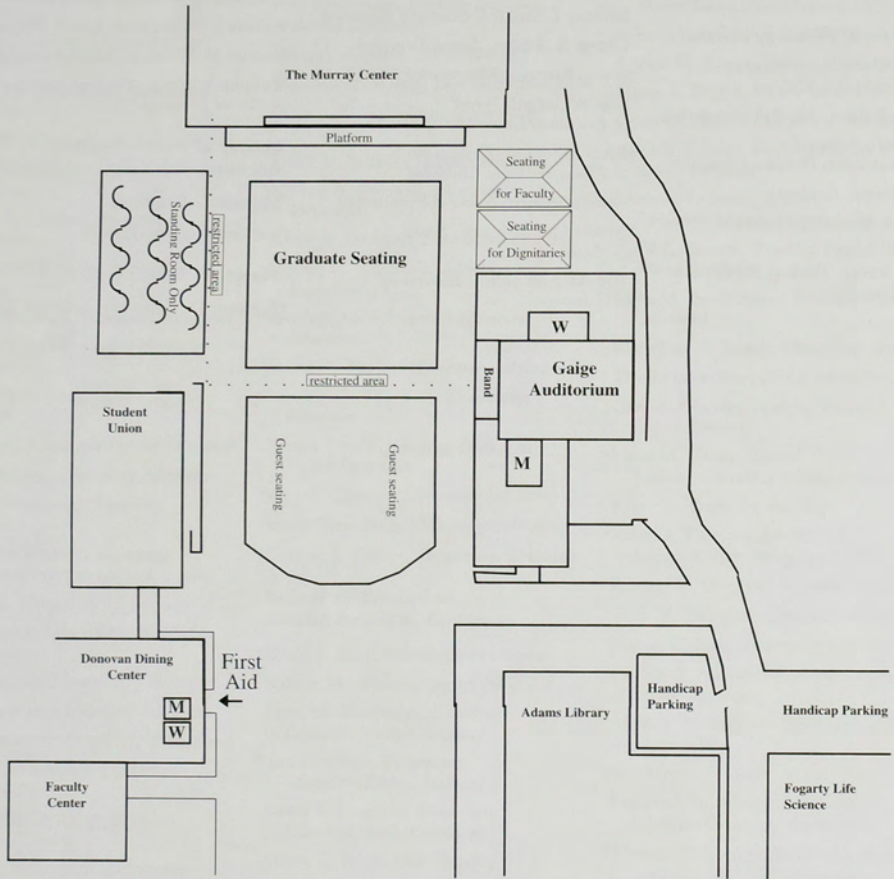 The Murray Center
Platform
Seating
for Faculty
Seating
for Dignitaries
Standing Room Only
restricted area
Graduate Seating
W
Gaige
Auditorium
Band
restricted area
Student
Union
M
Guest seating
Guest seating
Donovan Dining
Center
First
Aid
M
W
Adams Library
Handicap
Parking
Handicap Parking
Faculty
Center
Fogarty Life
Science